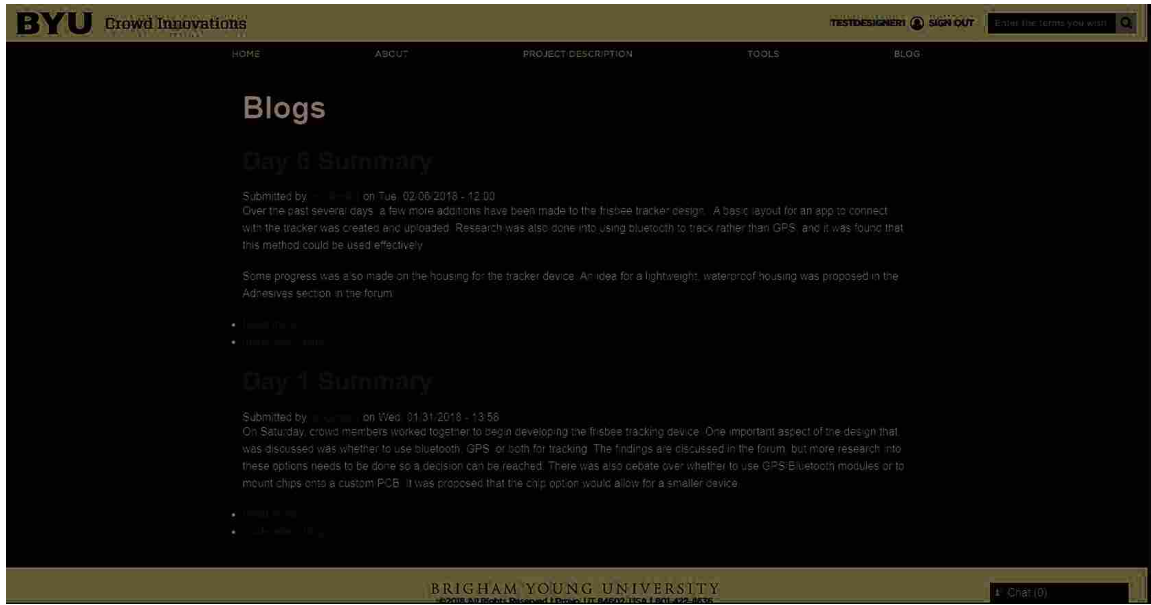 BYU Crowd Innovations
TESTDESIGNER1 SIGN OUT
Enter the terms you wish
HOME ABOUT PROJECT DESCRIPTION TOOLS BLOG
Blogs
Day 6 Summary
Submitted by on Tue, 02/06/2018 - 12:00
Over the past several days, a few more additions have been made to the frisbee tracker design. A basic layout for an app to connect
with the tracker was created and uploaded. Research was also done into using bluetooth to track rather than GPS, and it was found that
this method could be used effectively.
Some progress was also made on the housing for the tracker device. An idea for a lightweight, waterproof housing was proposed in the
Adhesives section in the forum.
Day 1 Summary
Submitted by on Wed, 01/31/2018 - 13:56
On Saturday, crowd members worked together to begin developing the frisbee tracking device. One important aspect of the design that
was discussed was whether to use bluetooth, GPS, or both for tracking. The findings are discussed in the forum, but more research into
these options needs to be done so a decision can be reached. There was also debate over whether to use GPS/Bluetooth modules or to
mount chips onto a custom PCB. It was proposed that the chip option would allow for a smaller device.
BRIGHAM YOUNG UNIVERSITY
©2018 All Rights Reserved | Provo, UT 84602, USA | 801-422-4636
Chat (0)